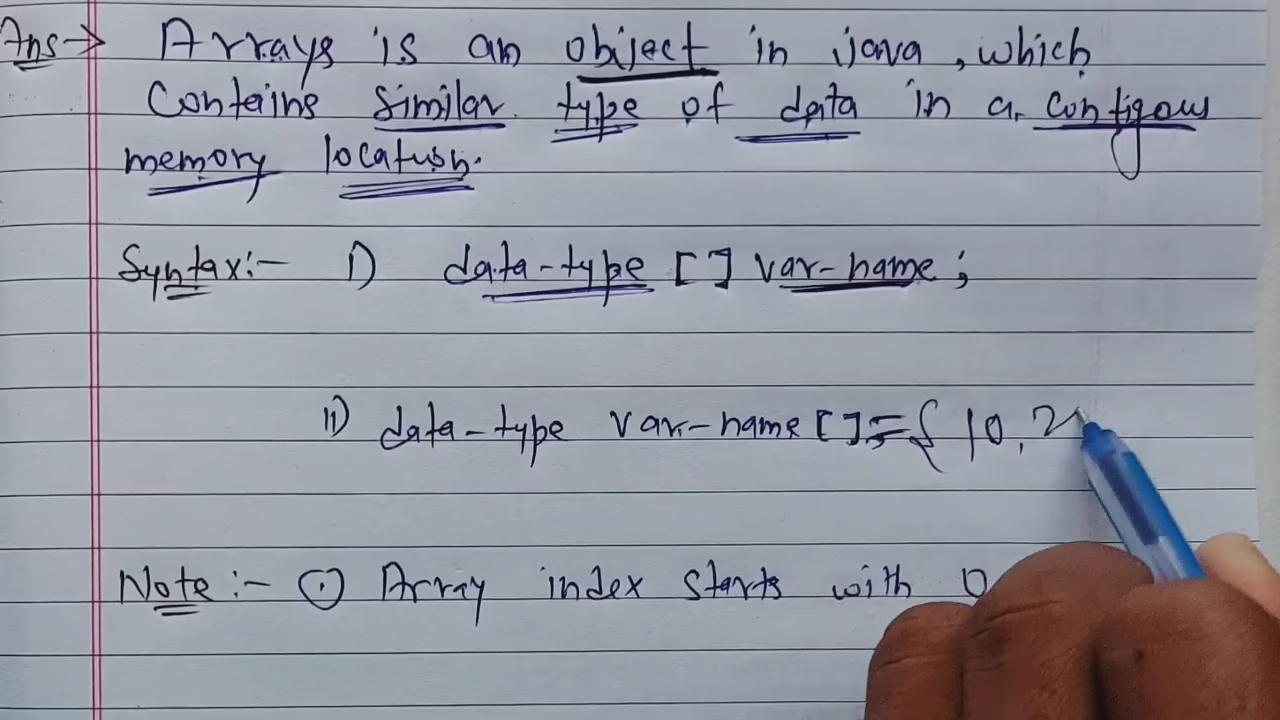 Ans → Arrays is an object in java, which
Contains similar type of data in a contigous
memory location.
Syntax:- i) data-type [ ] var-name;
ii) data-type var-name [ ];= { 10, 2
Note:- ① Array index starts with 0